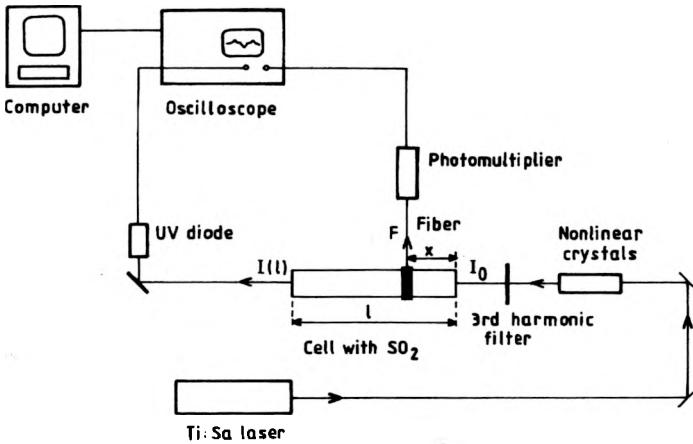 Computer
Oscilloscope
Photomultiplier
UV diode
F
Fiber
x
I(l)
I₀
Nonlinear
crystals
l
3rd harmonic
filter
Cell with SO₂
Ti:Sa laser